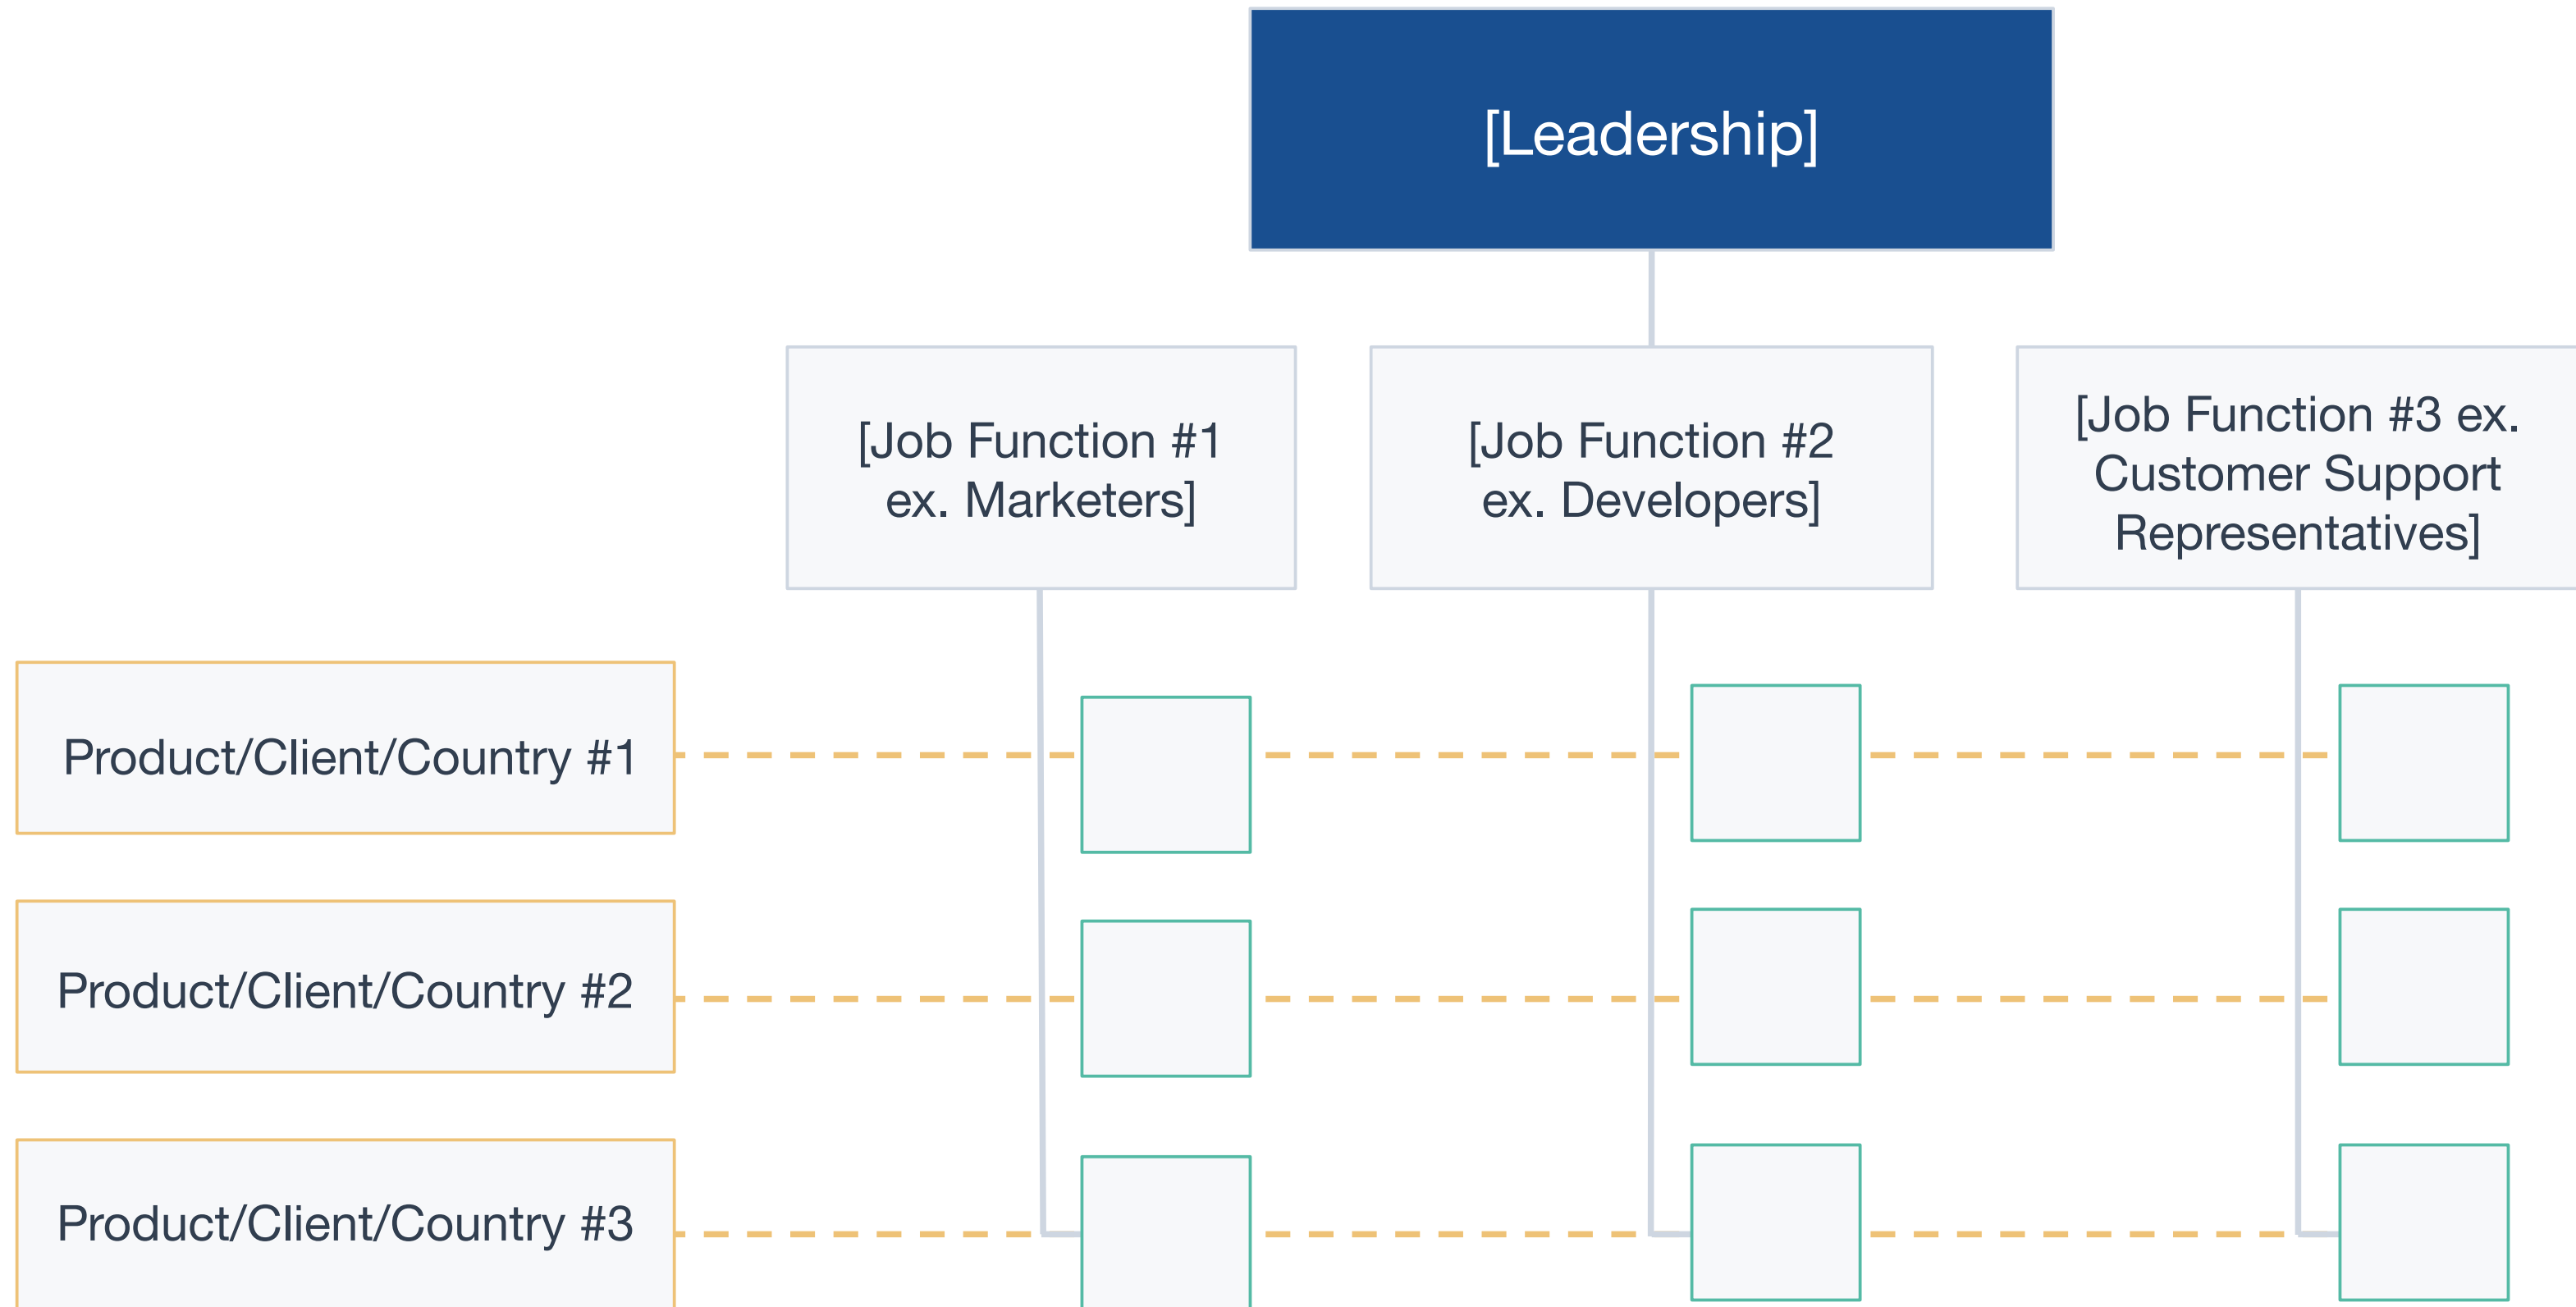 [Leadership]
[Job Function #1
ex. Marketers]
[Job Function #2
ex. Developers]
[Job Function #3 ex.
Customer Support
Representatives]
Product/Client/Country #1
Product/Client/Country #2
Product/Client/Country #3